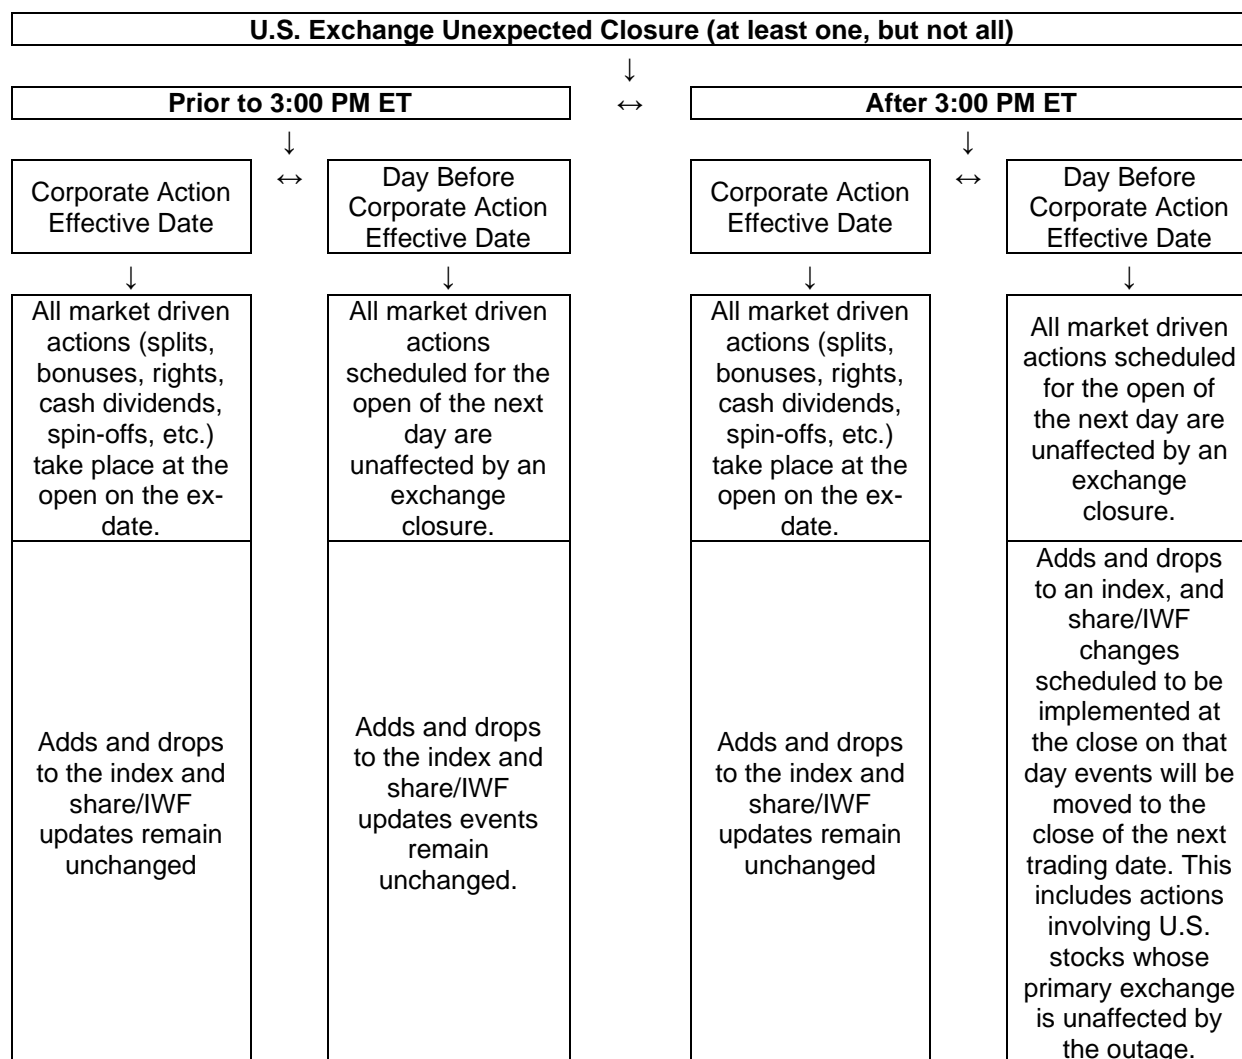 U.S. Exchange Unexpected Closure (at least one, but not all)
↓
Prior to 3:00 PM ET
↔
After 3:00 PM ET
↓
↓
Corporate Action
Effective Date
↔
Day Before
Corporate Action
Effective Date
Corporate Action
Effective Date
↔
Day Before
Corporate Action
Effective Date
↓
↓
↓
↓
All market driven
actions (splits,
bonuses, rights,
cash dividends,
spin-offs, etc.)
take place at the
open on the ex-
date.
All market driven
actions
scheduled for the
open of the next
day are
unaffected by an
exchange
closure.
All market driven
actions (splits,
bonuses, rights,
cash dividends,
spin-offs, etc.)
take place at the
open on the ex-
date.
All market driven
actions scheduled
for the open of
the next day are
unaffected by an
exchange
closure.
Adds and drops
to the index and
share/IWF
updates remain
unchanged
Adds and drops
to the index and
share/IWF
updates events
remain
unchanged.
Adds and drops
to the index and
share/IWF
updates remain
unchanged
Adds and drops
to an index, and
share/IWF
changes
scheduled to be
implemented at
the close on that
day events will be
moved to the
close of the next
trading date. This
includes actions
involving U.S.
stocks whose
primary exchange
is unaffected by
the outage.